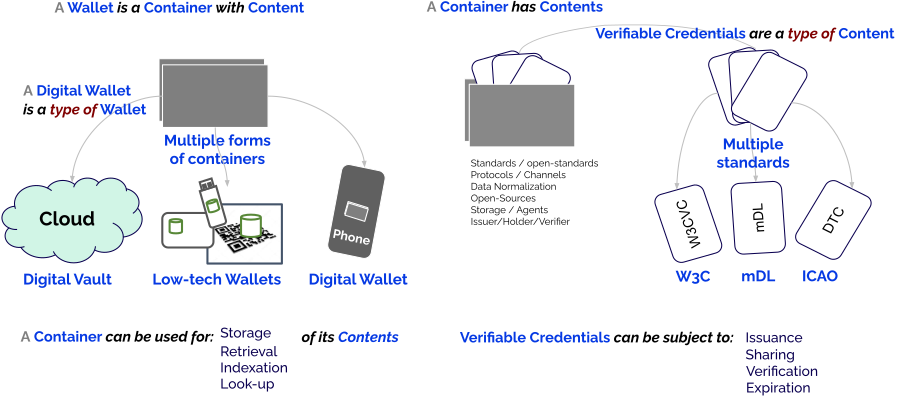 A Wallet is a Container with Content
A Digital Wallet
is a type of Wallet
Multiple forms
of containers
Cloud
Phone
Digital Vault
Low-tech Wallets
Digital Wallet
A Container can be used for:
Storage
Retrieval
Indexation
Look-up
of its Contents
A Container has Contents
Verifiable Credentials are a type of Content
Standards / open-standards
Protocols / Channels
Data Normalization
Open-Sources
Storage / Agents
Issuer/Holder/Verifier
Multiple
standards
W3CVC
mDL
DTC
W3C
mDL
ICAO
Verifiable Credentials can be subject to:
Issuance
Sharing
Verification
Expiration